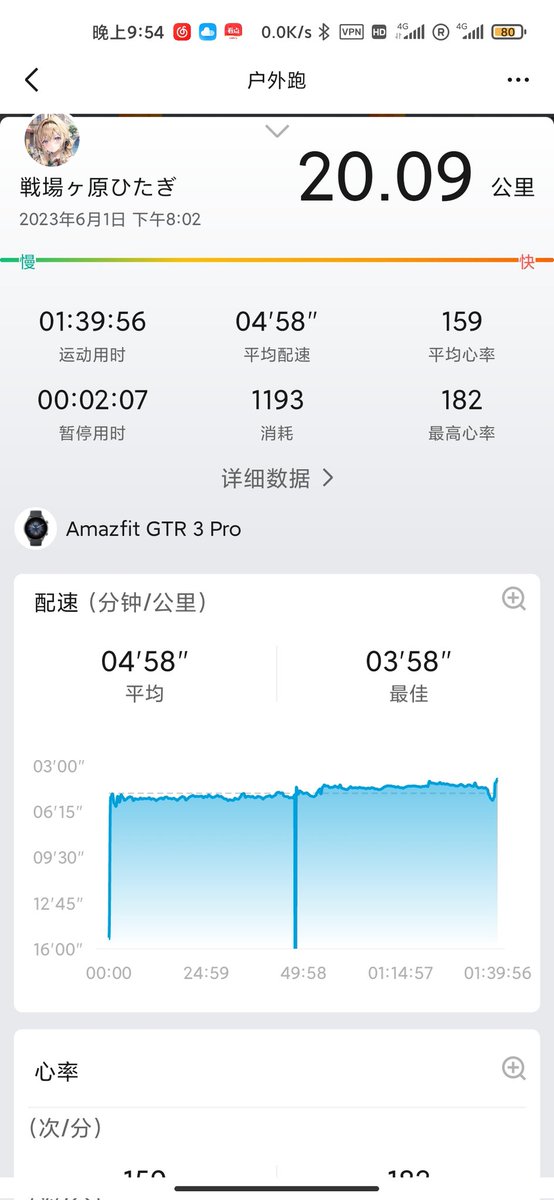 晚上9:54 0.0K/s VPN HD 4G R 4G 80
户外跑
戦場ヶ原ひたぎ
20.09 公里
2023年6月1日 下午8:02
慢 快
01:39:56 04'58" 159
运动用时 平均配速 平均心率
00:02:07 1193 182
暂停用时 消耗 最高心率
详细数据
Amazfit GTR 3 Pro
配速（分钟/公里）
04'58" 03'58"
平均 最佳
03'00"
06'15"
09'30"
12'45"
16'00"
00:00 24:59 49:58 01:14:57 01:39:56
心率
（次/分）
159 182